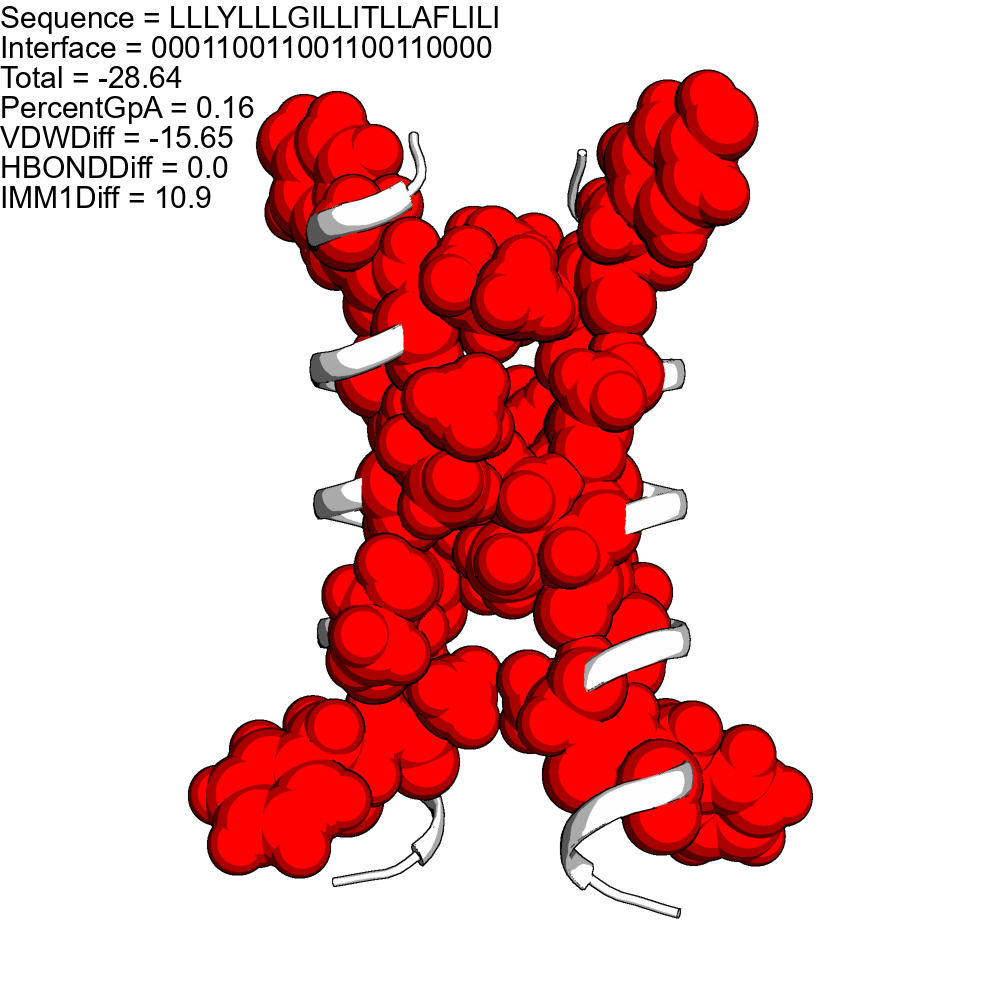 Sequence = LLLYLLLGILLITLLAFLILI
Interface = 000110011001100110000
Total = -28.64
PercentGpA = 0.16
VDWDiff = -15.65
HBONDDiff = 0.0
IMM1Diff = 10.9